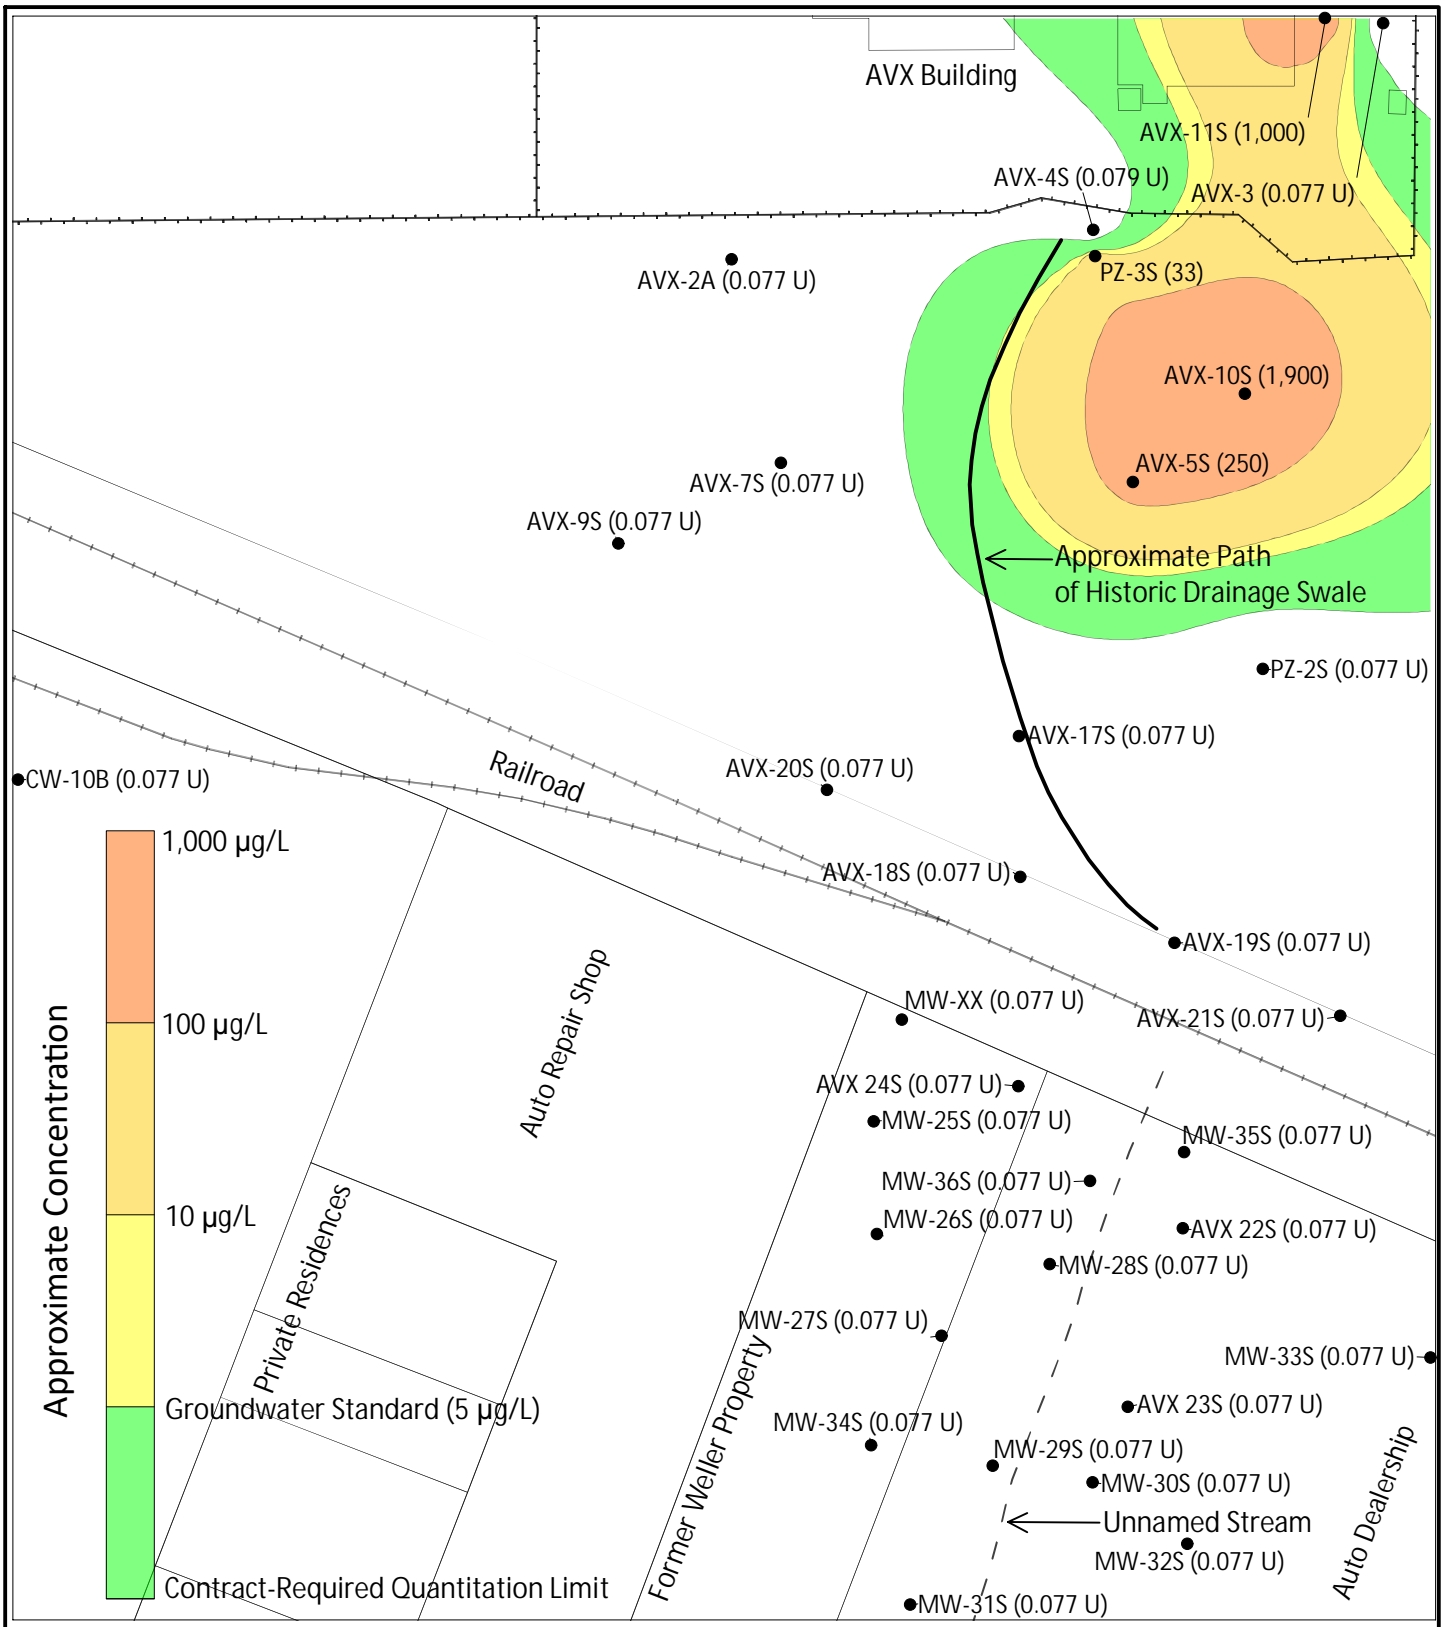 AVX Building
AVX-11S (1,000)
AVX-4S (0.079 U)
AVX-3 (0.077 U)
AVX-2A (0.077 U)
PZ-3S (33)
AVX-10S (1,900)
AVX-5S (250)
AVX-7S (0.077 U)
AVX-9S (0.077 U)
Approximate Path
of Historic Drainage Swale
PZ-2S (0.077 U)
AVX-17S (0.077 U)
AVX-20S (0.077 U)
Railroad
CW-10B (0.077 U)
1,000 µg/L
AVX-18S (0.077 U)
AVX-19S (0.077 U)
MW-XX (0.077 U)
AVX-21S (0.077 U)
100 µg/L
Auto Repair Shop
AVX 24S (0.077 U)
MW-25S (0.077 U)
MW-35S (0.077 U)
MW-36S (0.077 U)
Approximate Concentration
10 µg/L
MW-26S (0.077 U)
AVX 22S (0.077 U)
MW-28S (0.077 U)
Private Residences
MW-27S (0.077 U)
MW-33S (0.077 U)
Groundwater Standard (5 µg/L)
AVX 23S (0.077 U)
MW-34S (0.077 U)
Former Weller Property
MW-29S (0.077 U)
MW-30S (0.077 U)
Unnamed Stream
Auto Dealership
MW-32S (0.077 U)
Contract-Required Quantitation Limit
MW-31S (0.077 U)